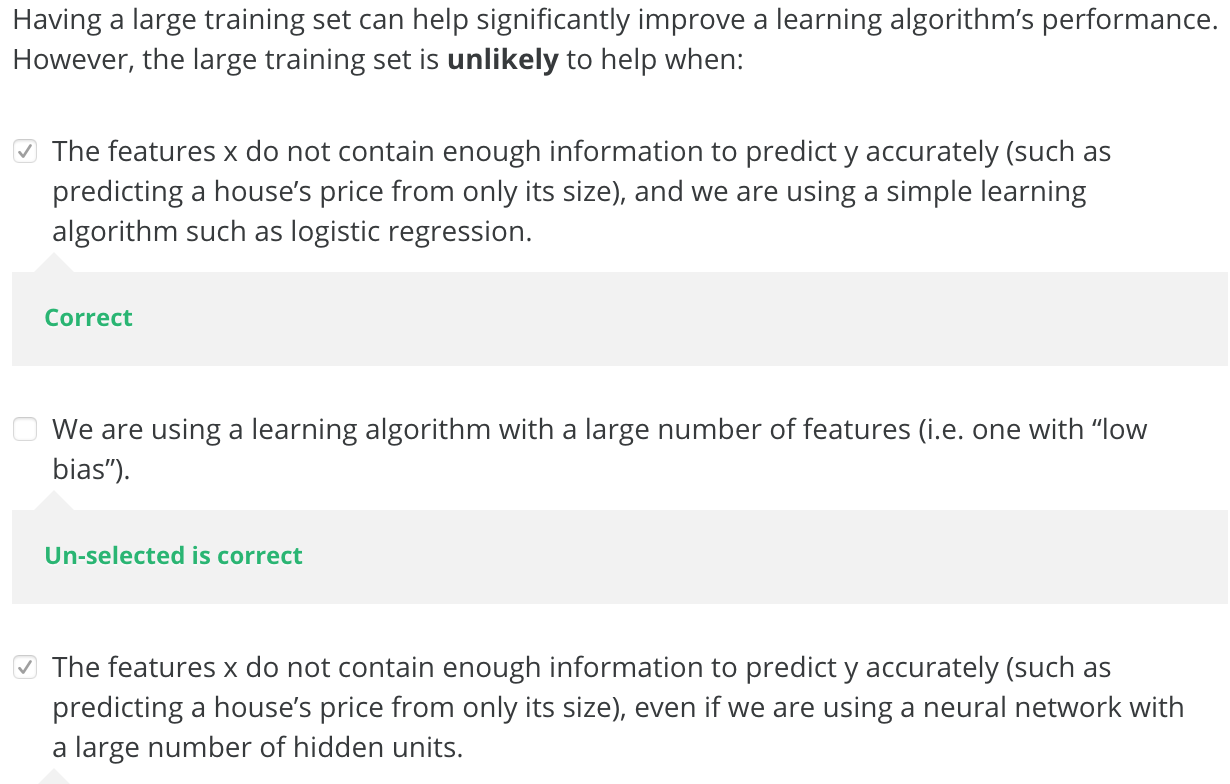 Having a large training set can help significantly improve a learning algorithm’s performance.
However, the large training set is unlikely to help when:
The features x do not contain enough information to predict y accurately (such as
predicting a house’s price from only its size), and we are using a simple learning
algorithm such as logistic regression.
Correct
We are using a learning algorithm with a large number of features (i.e. one with “low
bias”).
Un-selected is correct
The features x do not contain enough information to predict y accurately (such as
predicting a house’s price from only its size), even if we are using a neural network with
a large number of hidden units.